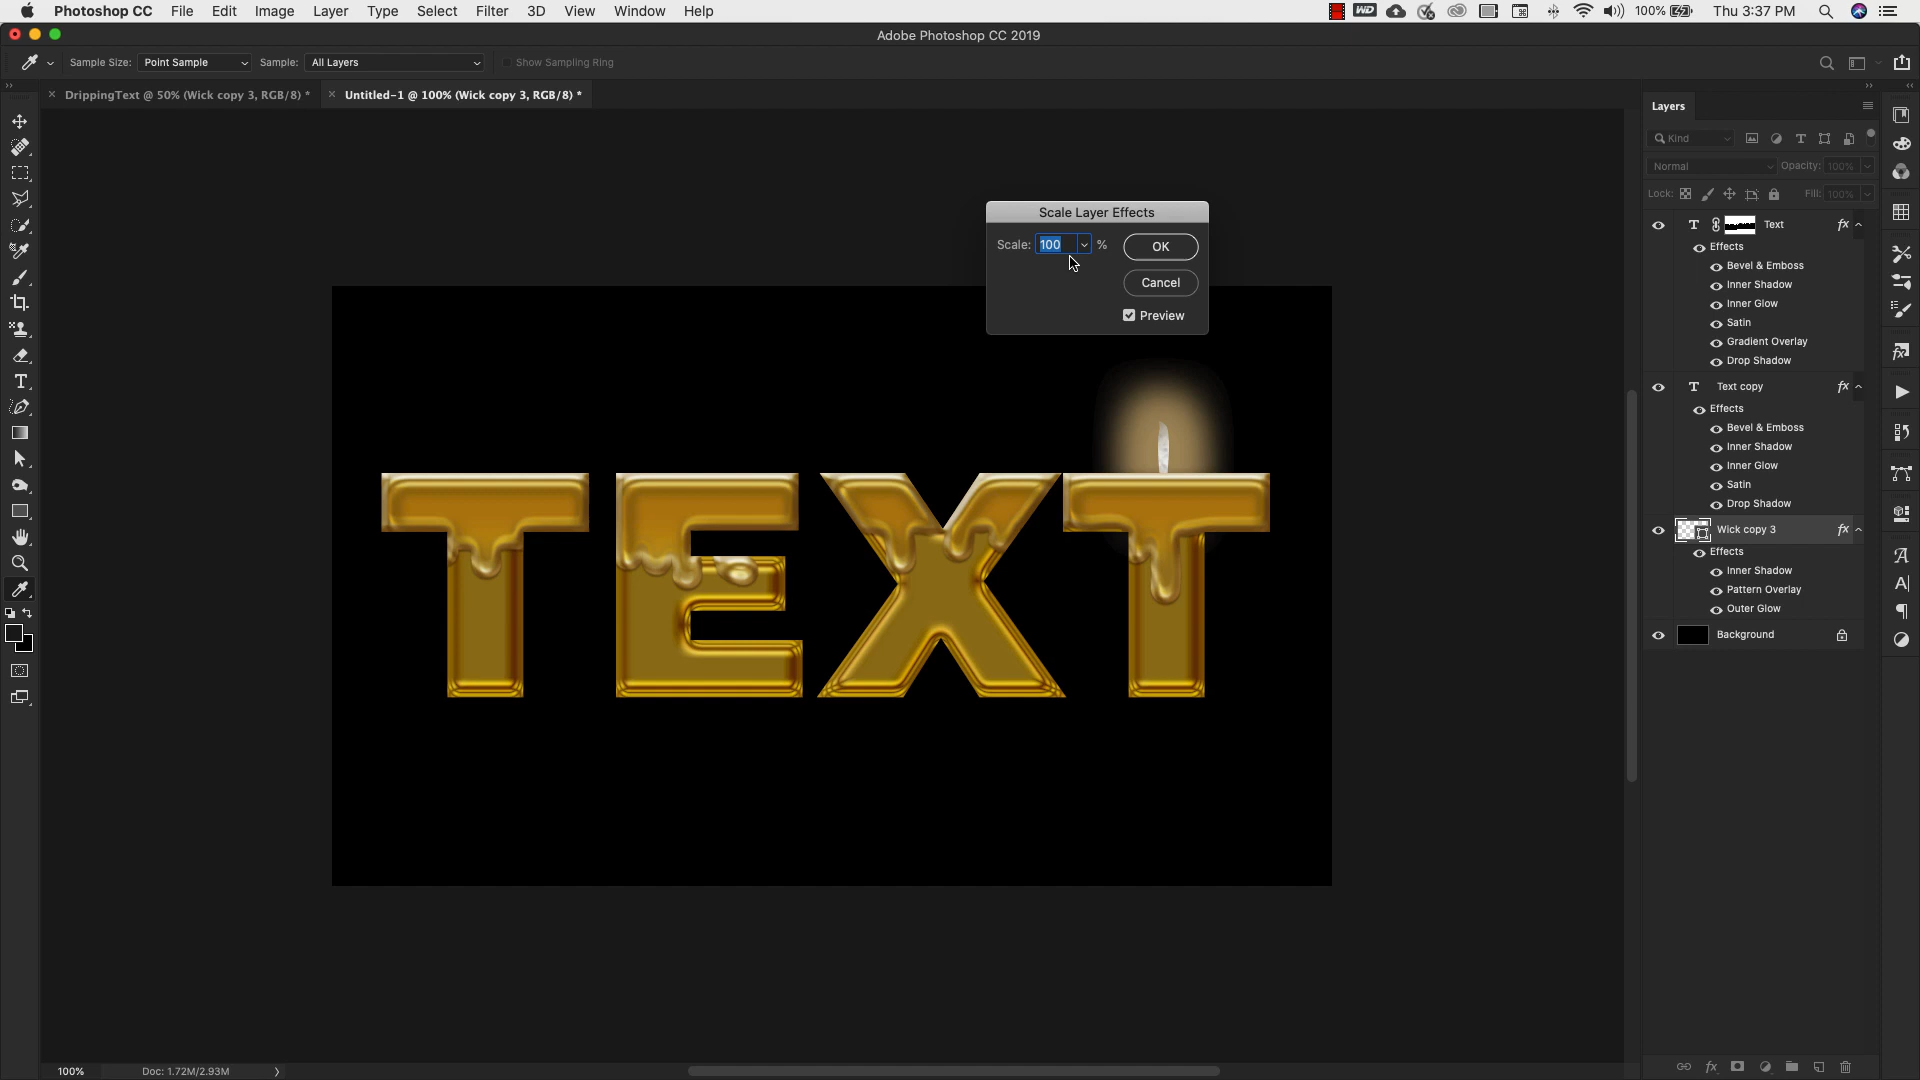 Photoshop CC File Edit Image Layer Type Select Filter 3D View Window Help 100% Thu 3:37 PM
Adobe Photoshop CC 2019
Sample Size: Point Sample Sample: All Layers Show Sampling Ring
DrippingText @ 50% (Wick copy 3, RGB/8) *
Untitled-1 @ 100% (Wick copy 3, RGB/8) *
Layers
Kind
Normal Opacity: 100%
Lock: Fill: 100%
Scale Layer Effects
Scale: 100 %
OK
Cancel
Preview
TEXT
Text
Effects
Bevel & Emboss
Inner Shadow
Inner Glow
Satin
Gradient Overlay
Drop Shadow
Text copy
Effects
Bevel & Emboss
Inner Shadow
Inner Glow
Satin
Drop Shadow
Wick copy 3
Effects
Inner Shadow
Pattern Overlay
Outer Glow
Background
100% Doc: 1.72M/2.93M